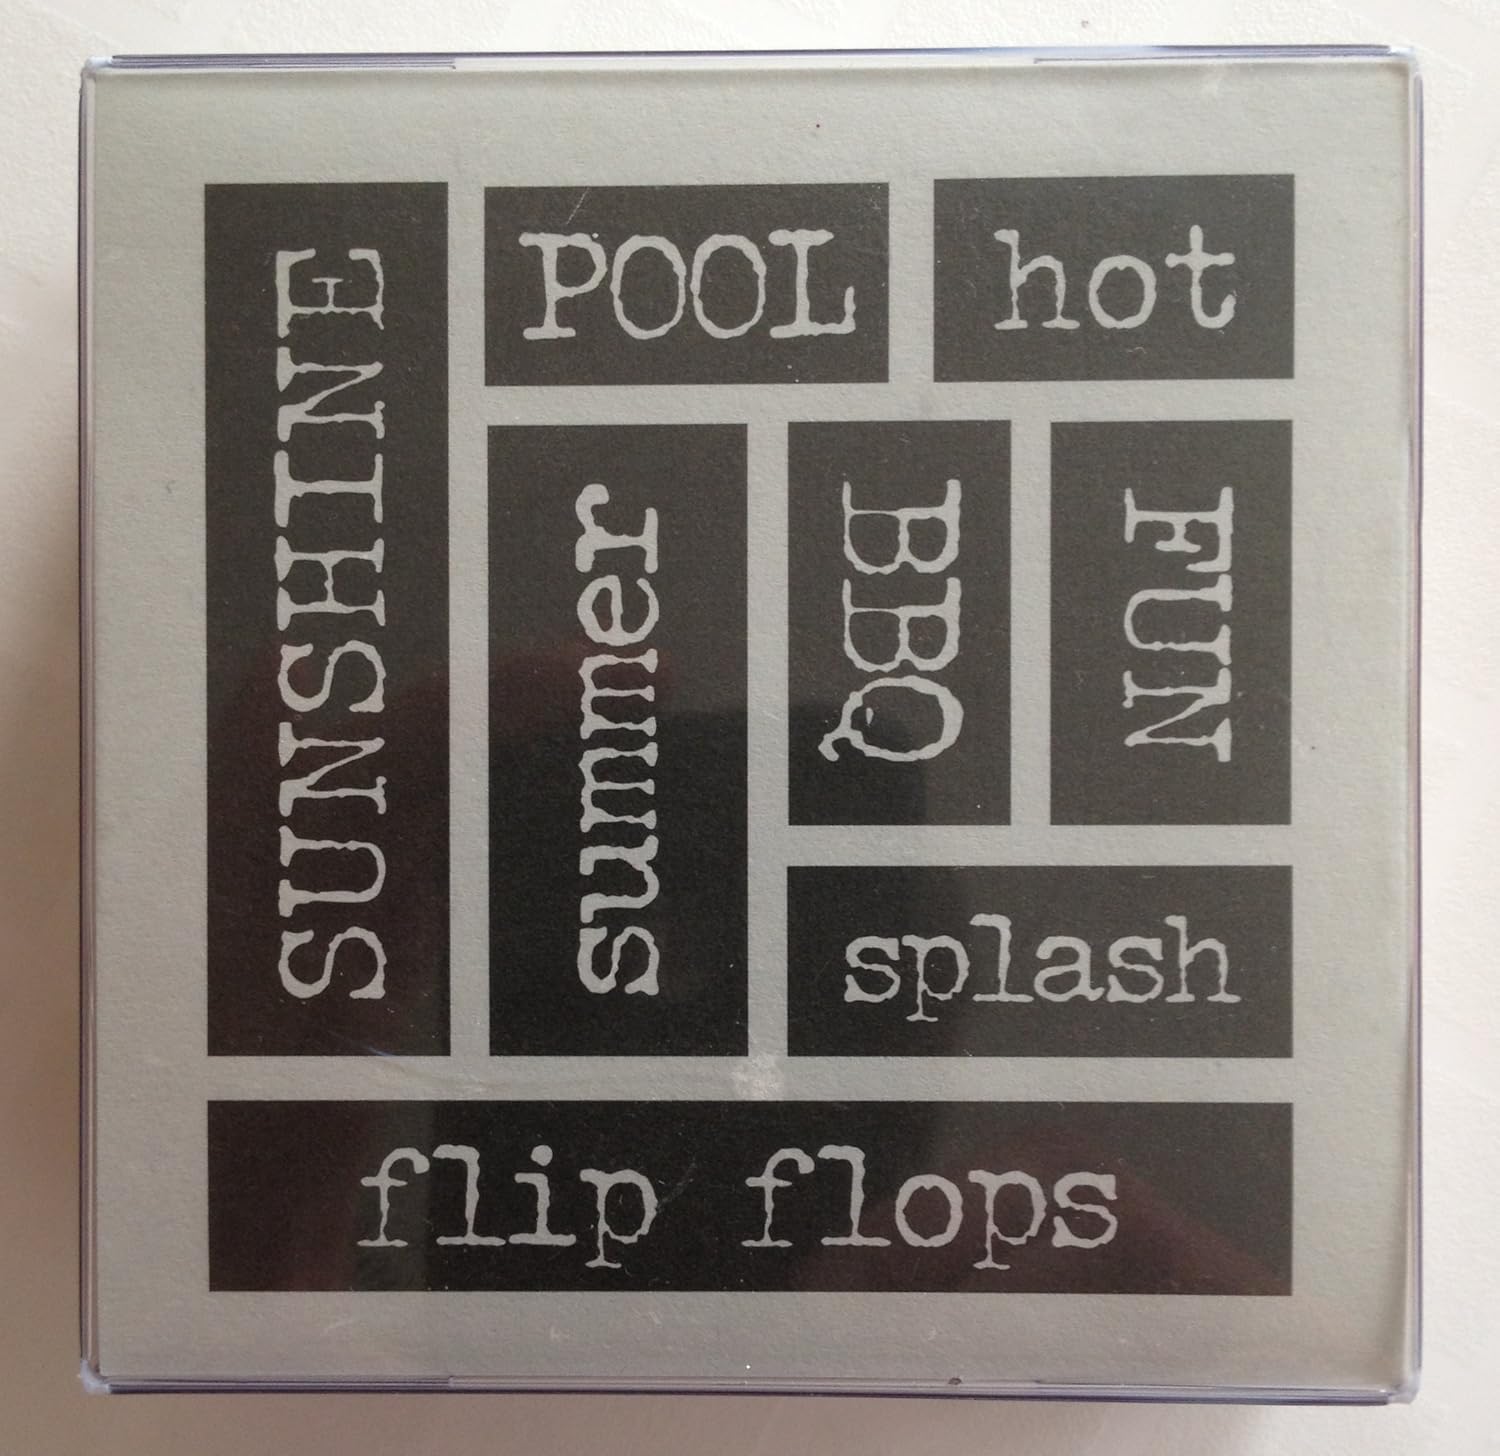 SUNSHINE
POOL
hot
summer
BBQ
FUN
splash
flip flops